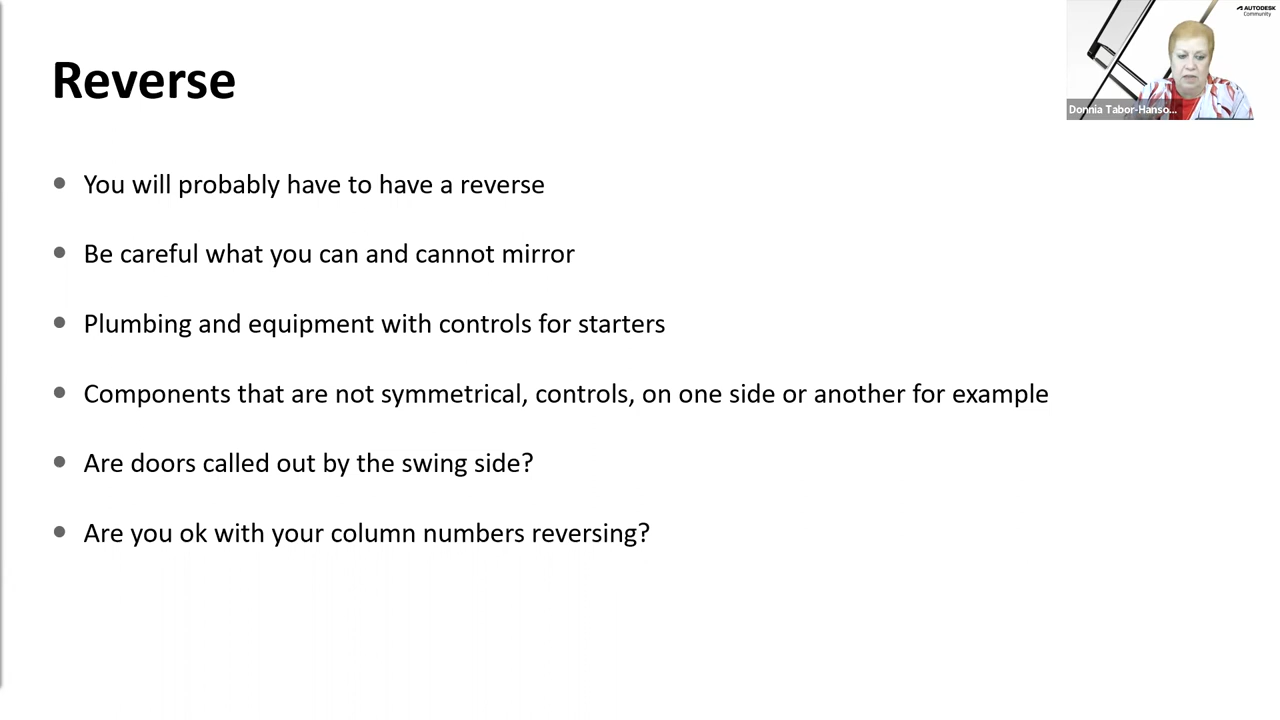 Reverse
AUTODESK
Community
Donnia Tabor-Hanso...
You will probably have to have a reverse
Be careful what you can and cannot mirror
Plumbing and equipment with controls for starters
Components that are not symmetrical, controls, on one side or another for example
Are doors called out by the swing side?
Are you ok with your column numbers reversing?